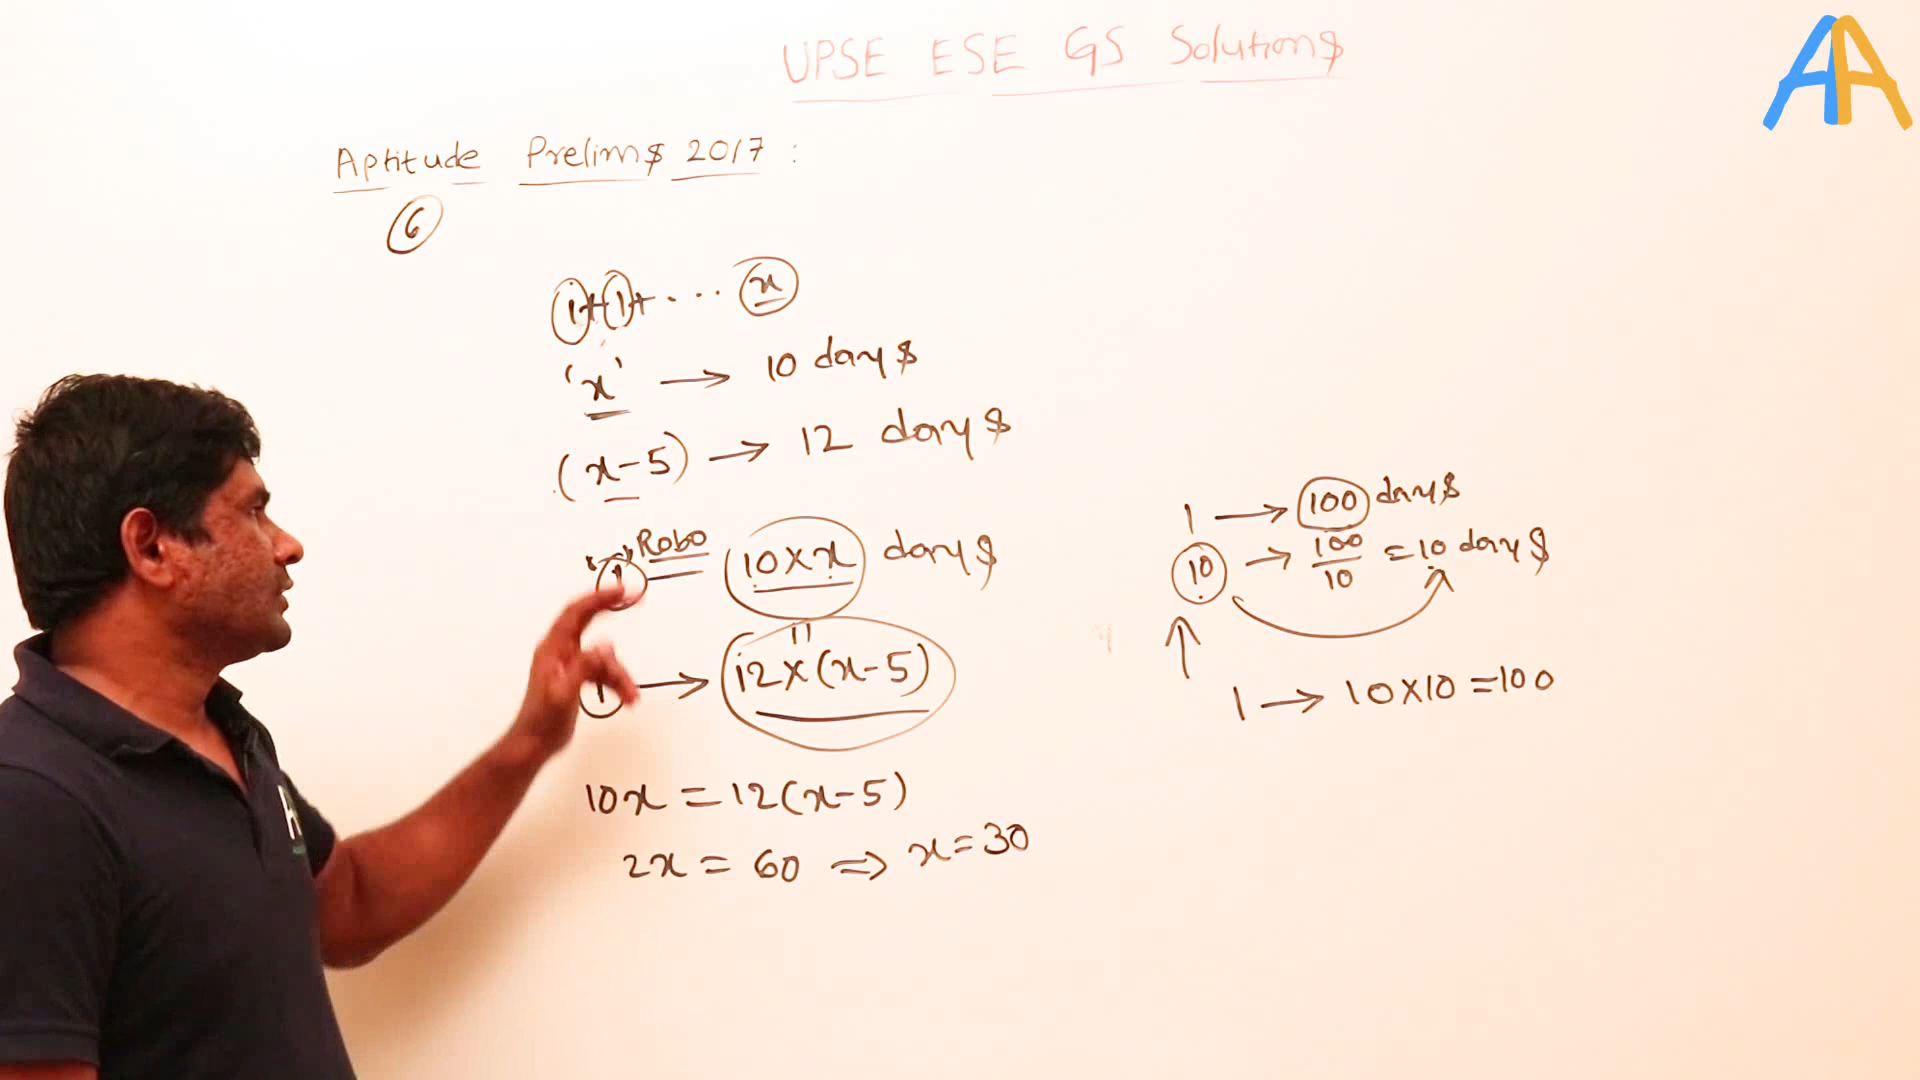 UPSE ESE GS Solutions
AA
Aptitude Prelims 2017 :
6
1+1+ ... x
'x' → 10 days
(x-5) → 12 days
"1" Robo 10×x days
=
1 → 12×(x-5)
10x = 12(x-5)
2x = 60 ⇒ x=30
1 → 100 days
10 → 100/10 = 10 days
1 → 10×10 =100